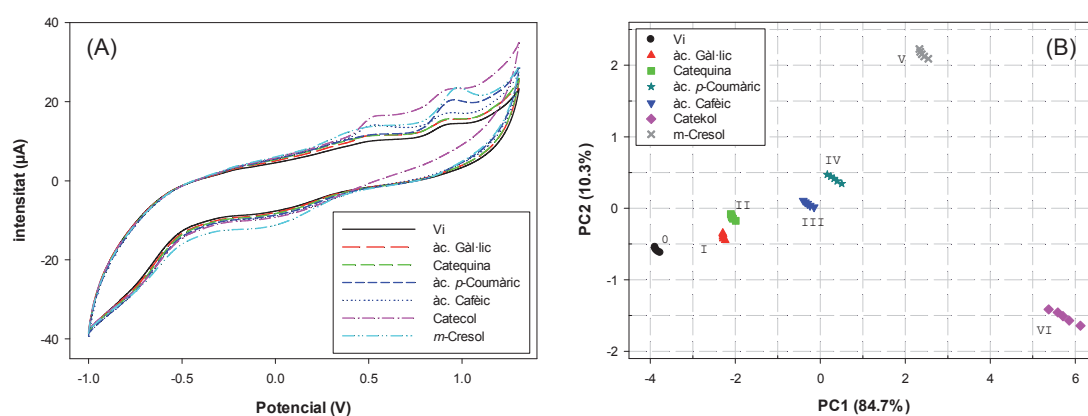 (A)
intensitat (µA)
40
20
0
-20
-40
-1.0
-0.5
0.0
0.5
1.0
Potencial (V)
Vi
àc. Gàl·lic
Catequina
àc. p-Coumàric
àc. Cafèic
Catecol
m-Cresol
(B)
PC2 (10.3%)
2
1
0
-1
-2
-4
-2
0
2
4
6
PC1 (84.7%)
Vi
àc. Gàl·lic
Catequina
àc. p-Coumàric
àc. Cafèic
Catekol
m-Cresol
V
IV
II
III
0
I
VI